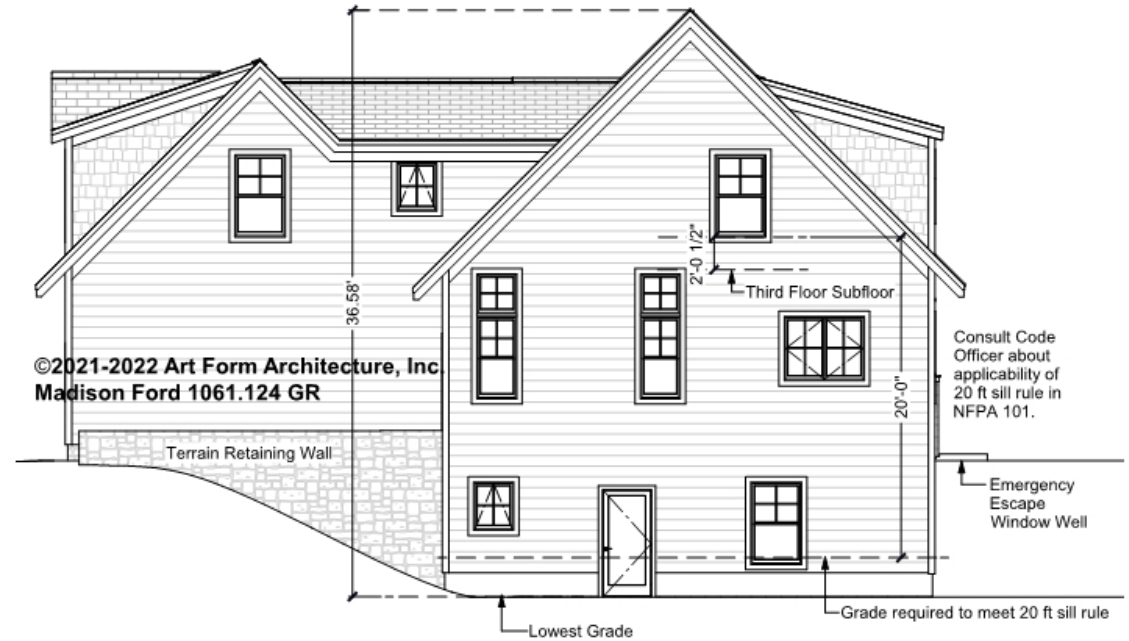 2'-0 1/2"
Third Floor Subfloor
36.58'
©2021-2022 Art Form Architecture, Inc.
Madison Ford 1061.124 GR
Consult Code
Officer about
applicability of
20 ft sill rule in
NFPA 101.
20'-0"
Terrain Retaining Wall
Emergency
Escape
Window Well
Grade required to meet 20 ft sill rule
Lowest Grade